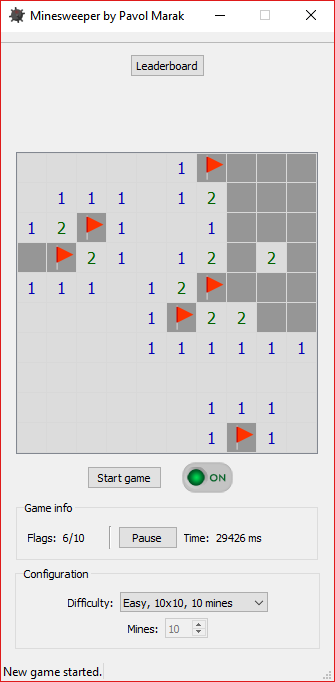 Minesweeper by Pavol Marak
Leaderboard
1
1 1 1 1 2
1 2 1 1
2 1 1 2 2
1 1 1 1 2
1 2 2
1 1 1 1 1 1
1 1 1
1 1
Start game ON
Game info
Flags: 6/10 Pause Time: 29426 ms
Configuration
Difficulty: Easy, 10x10, 10 mines
Mines: 10
New game started.